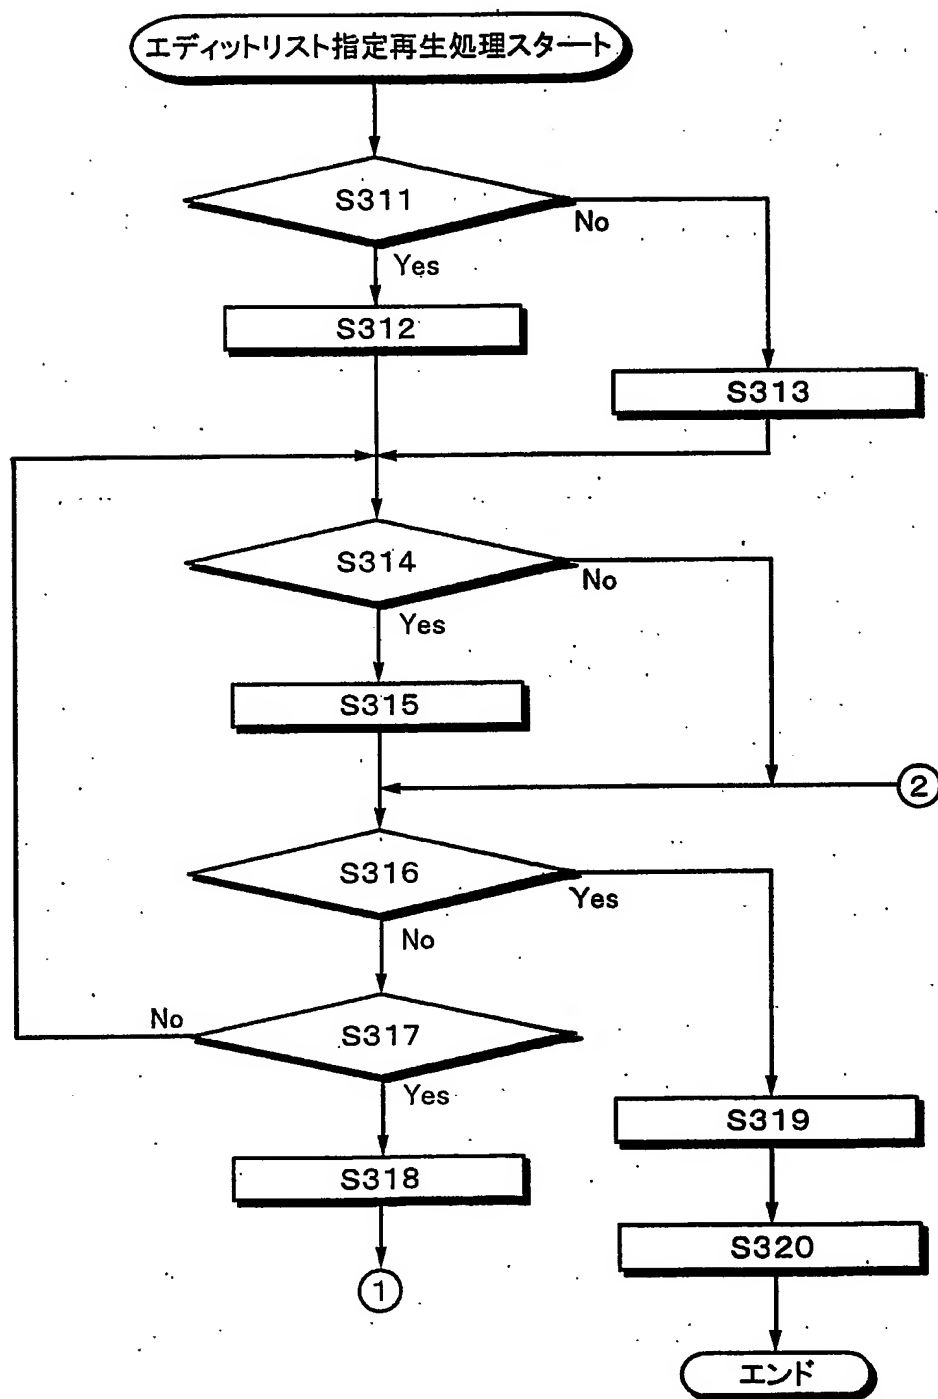 エディットリスト指定再生処理スタート
S311
No
Yes
S312
S313
S314
No
Yes
S315
②
S316
Yes
No
No
S317
Yes
S319
S318
S320
①
エンド